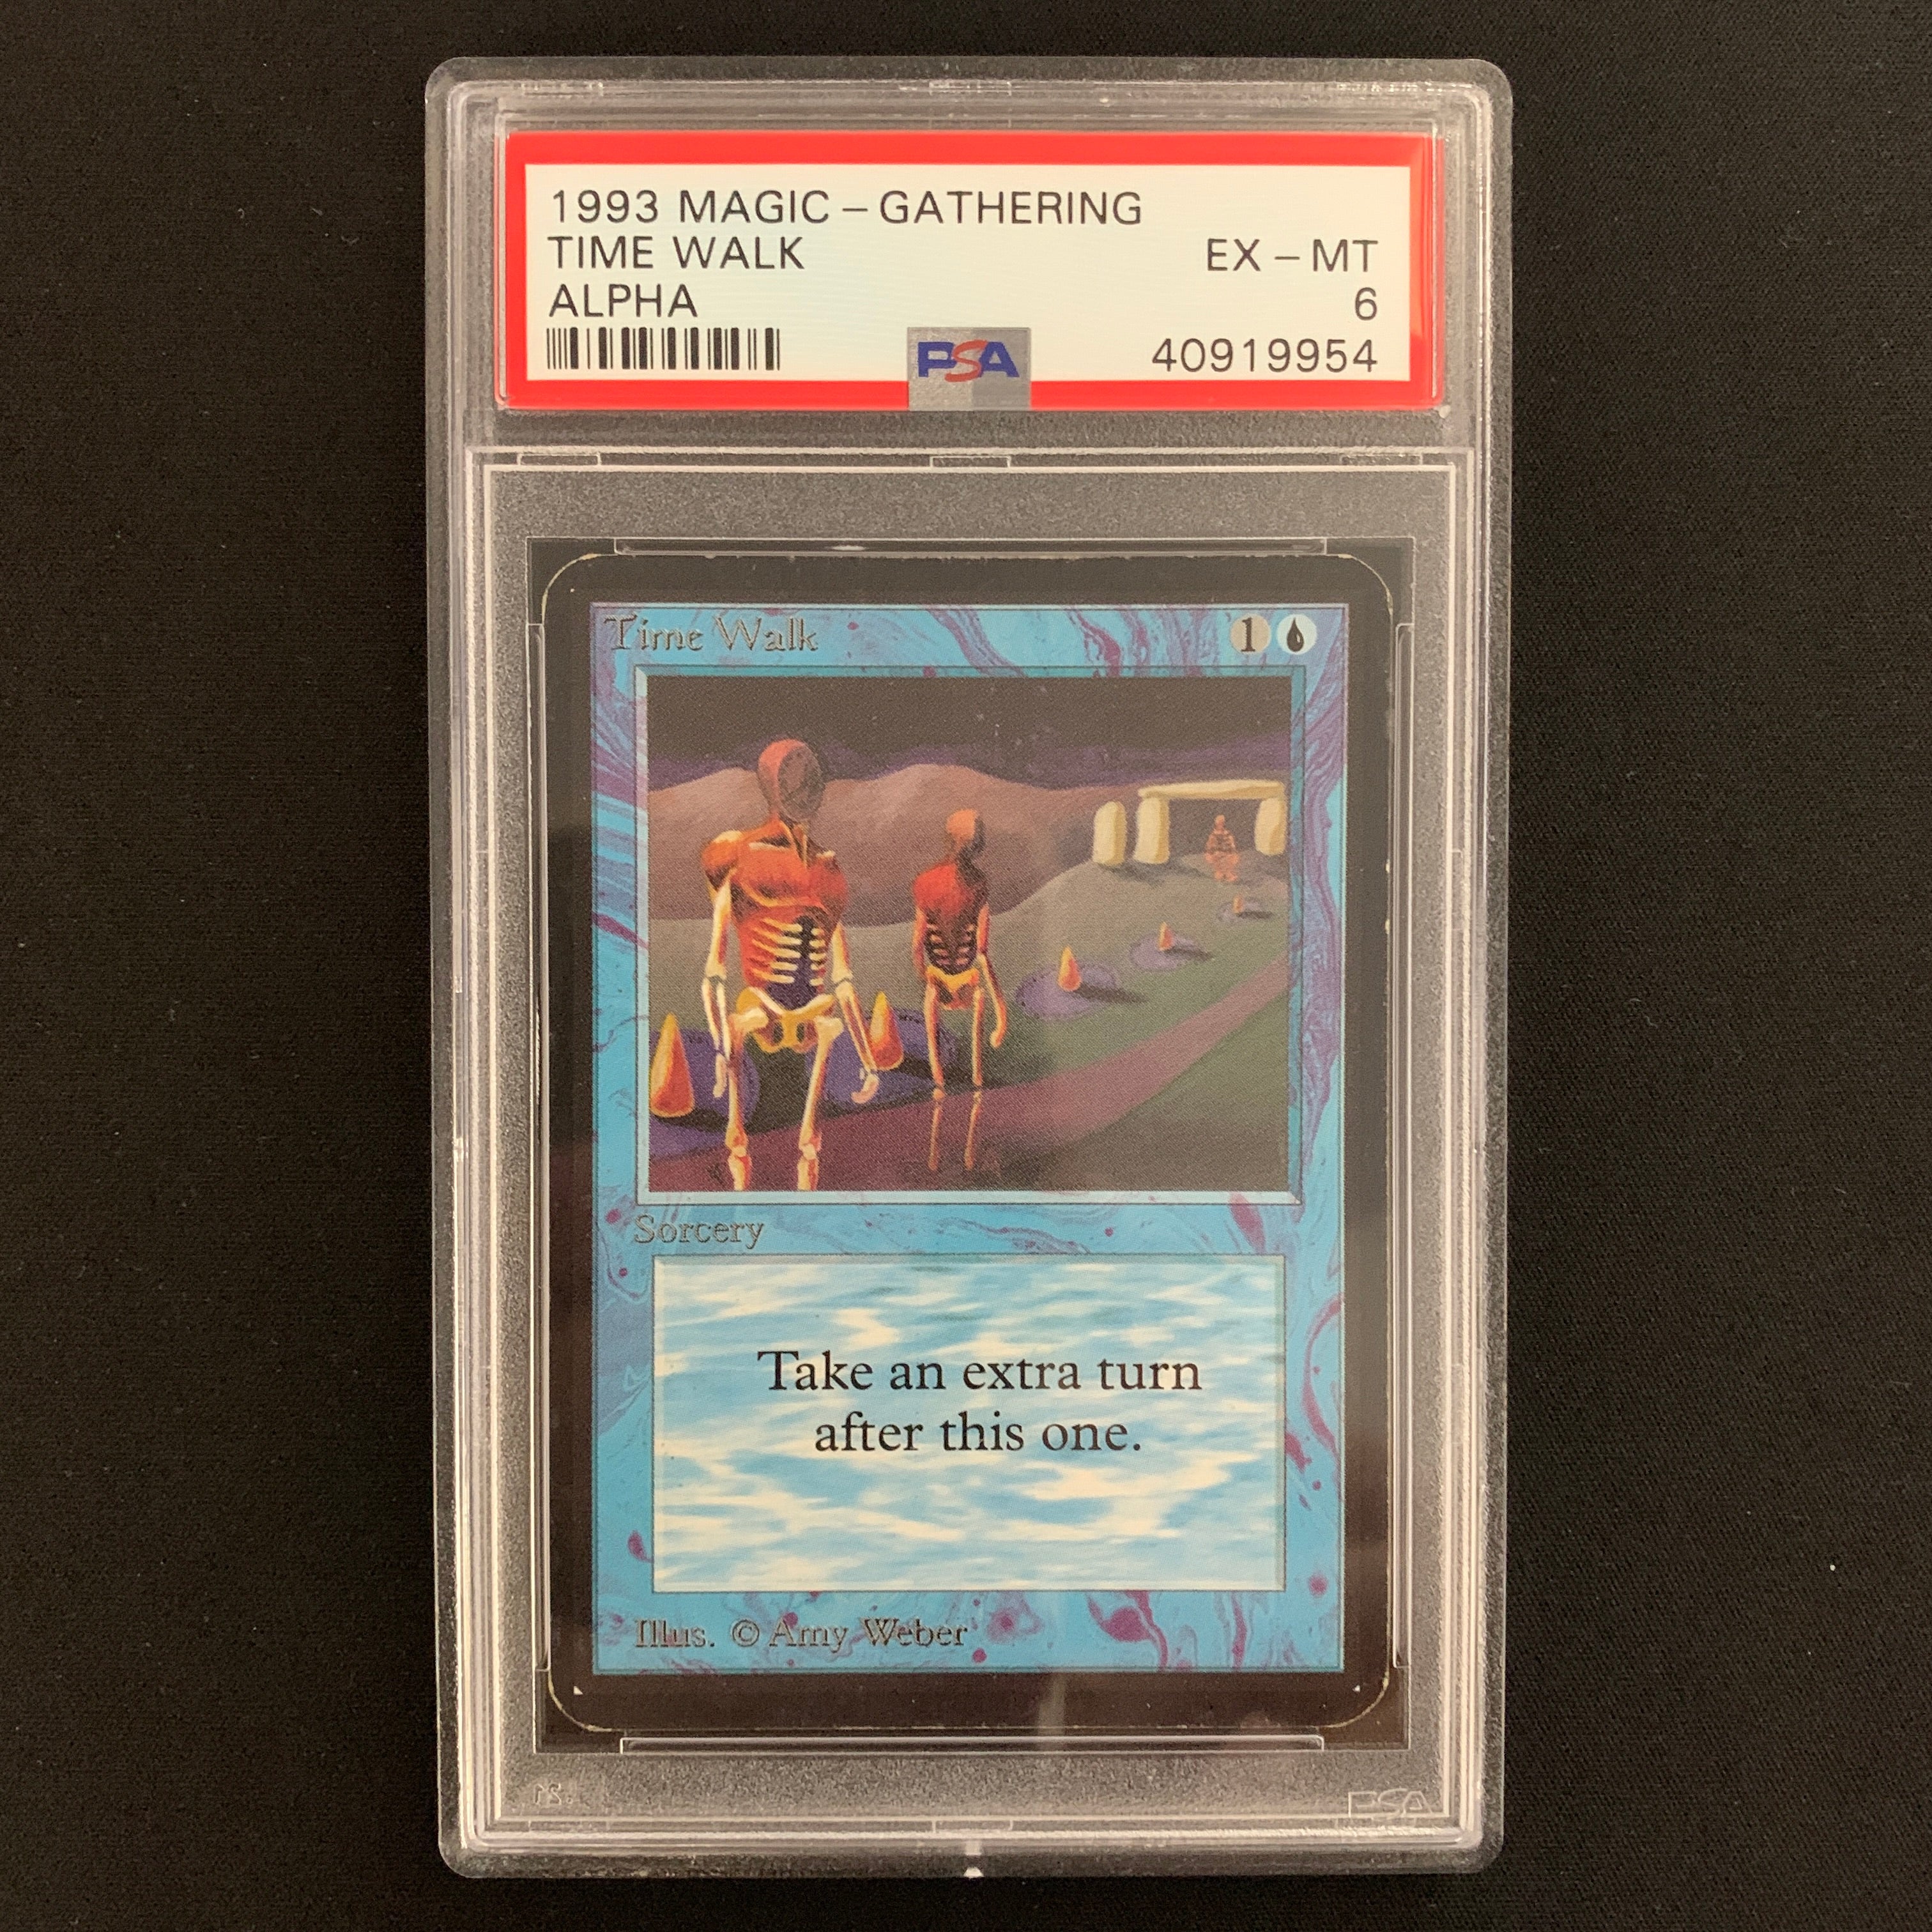 1993 MAGIC – GATHERING
TIME WALK
EX – MT
ALPHA
6
PSA
40919954
Time Walk
1
Sorcery
Take an extra turn
after this one.
Illus. © Amy Weber
PSA